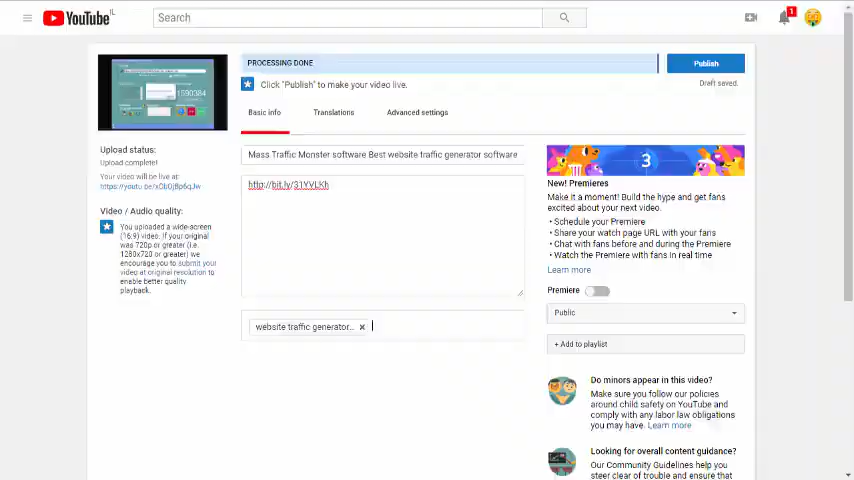 YouTube IL
Search
1
PROCESSING DONE
Publish
Click "Publish" to make your video live.
Draft saved.
Basic info
Translations
Advanced settings
Upload status:
Upload complete!
Your video will be live at:
Mass Traffic Monster software Best website traffic generator software
http://bit.ly/31YVLKh
Video / Audio quality:
You uploaded a wide-screen
(16:9) video. If your original
was 720p or greater (i.e.
1280x720 or greater) we
encourage you to submit your
video at original resolution to
enable better quality
playback.
website traffic generator...
3
New! Premieres
Make it a moment! Build the hype and get fans
excited about your next video.
• Schedule your Premiere
• Share your watch page URL with your fans
• Chat with fans before and during the Premiere
• Watch the Premiere with fans in real time
Learn more
Premiere
Public
+ Add to playlist
Do minors appear in this video?
Make sure you follow our policies
around child safety on YouTube and
comply with any labor law obligations
you may have. Learn more
Looking for overall content guidance?
Our Community Guidelines help you
steer clear of trouble and ensure that